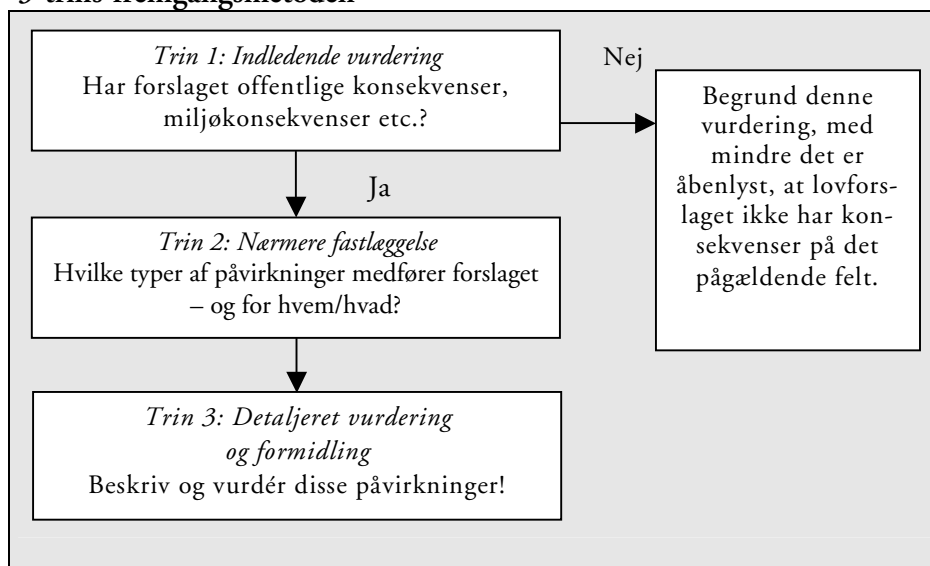 3-trins fremgangsmetoden
Trin 1: Indledende vurdering
Har forslaget offentlige konsekvenser,
miljøkonsekvenser etc.?
Nej
Begrund denne
vurdering, med
mindre det er
åbenlyst, at lovfors-
laget ikke har kon-
sekvenser på det
pågældende felt.
Ja
Trin 2: Nærmere fastlæggelse
Hvilke typer af påvirkninger medfører forslaget
– og for hvem/hvad?
Trin 3: Detaljeret vurdering
og formidling
Beskriv og vurdér disse påvirkninger!